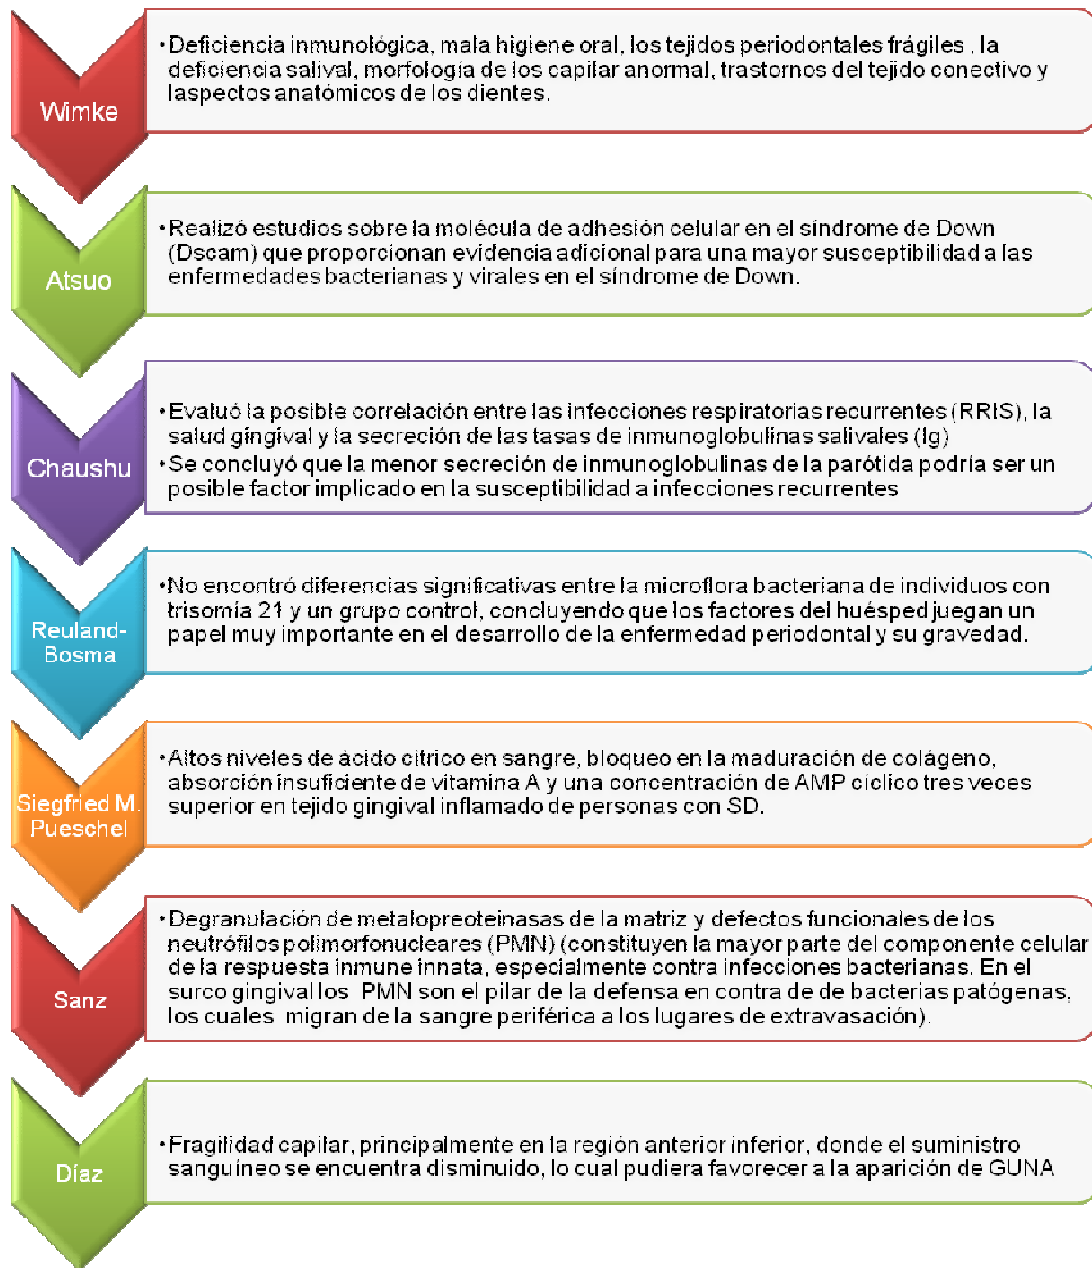 Wimke
•Deficiencia inmunológica, mala higiene oral, los tejidos periodontales frágiles , la
deficiencia salival, morfología de los capilar anormal, trastornos del tejido conectivo y
laspectos anatómicos de los dientes.
Atsuo
•Realizó estudios sobre la molécula de adhesión celular en el síndrome de Down
(Dscam) que proporcionan evidencia adicional para una mayor susceptibilidad a las
enfermedades bacterianas y virales en el síndrome de Down.
Chaushu
•Evaluó la posible correlación entre las infecciones respiratorias recurrentes (RRIS), la
salud gingival y la secreción de las tasas de inmunoglobulinas salivales (Ig)
•Se concluyó que la menor secreción de inmunoglobulinas de la parótida podría ser un
posible factor implicado en la susceptibilidad a infecciones recurrentes
Reuland-
Bosma
•No encontró diferencias significativas entre la microflora bacteriana de individuos con
trisomía 21 y un grupo control, concluyendo que los factores del huésped juegan un
papel muy importante en el desarrollo de la enfermedad periodontal y su gravedad.
Siegfried M.
Pueschel
•Altos niveles de ácido cítrico en sangre, bloqueo en la maduración de colágeno,
absorción insuficiente de vitamina A y una concentración de AMP cíclico tres veces
superior en tejido gingival inflamado de personas con SD.
Sanz
•Degranulación de metalopreoteinasas de la matriz y defectos funcionales de los
neutrófilos polimorfonucleares (PMN) (constituyen la mayor parte del componente celular
de la respuesta inmune innata, especialmente contra infecciones bacterianas. En el
surco gingival los PMN son el pilar de la defensa en contra de de bacterias patógenas,
los cuales migran de la sangre periférica a los lugares de extravasación).
Díaz
•Fragilidad capilar, principalmente en la región anterior inferior, donde el suministro
sanguíneo se encuentra disminuido, lo cual pudiera favorecer a la aparición de GUNA